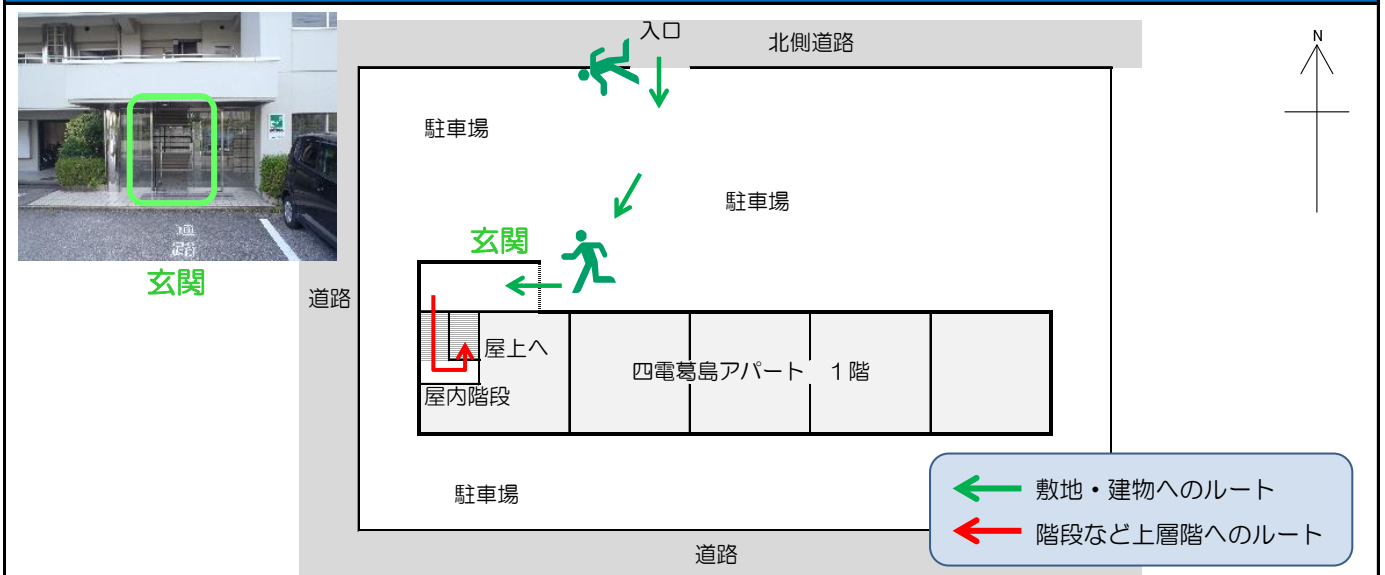 入口
北側道路
N
駐車場
駐車場
玄関
通
路
玄関
道路
屋上へ
四電葛島アパート　1階
屋内階段
駐車場
敷地・建物へのルート
階段など上層階へのルート
道路